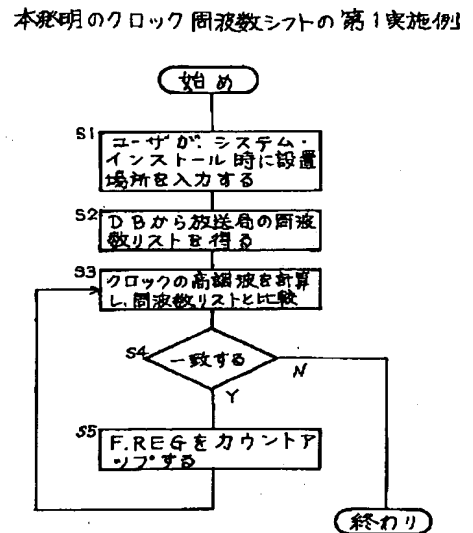 本発明のクロック周波数シフトの第1実施例
始め
S1
ユーザが、システム・
インストール時に設置
場所を入力する
S2
DBから放送局の周波
数リストを得る
S3
クロックの高調波を計算
し、周波数リストと比較
S4
一致する
N
Y
S5
F.REGをカウントア
ップする
終わり